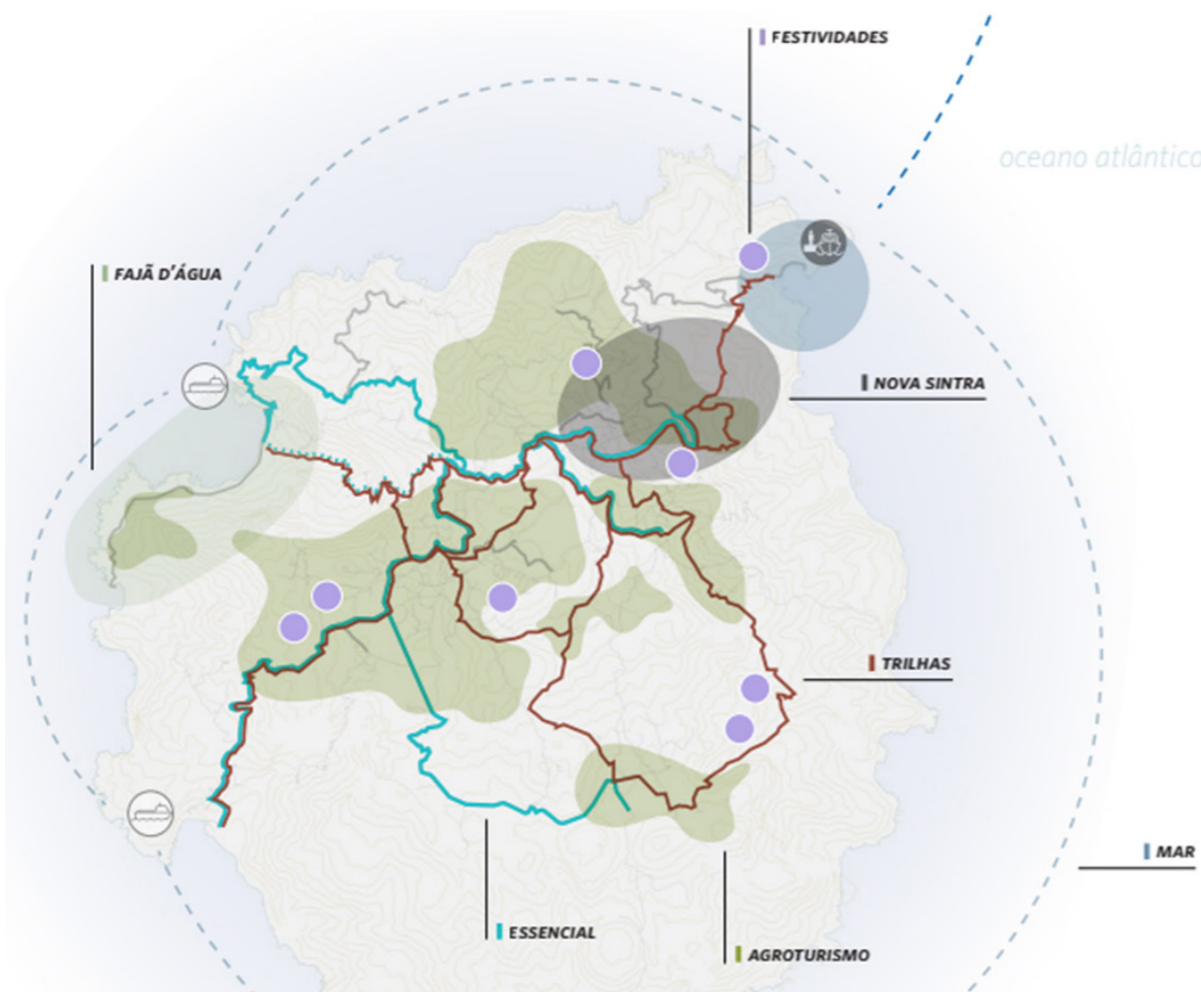 FESTIVIDADES
oceano atlântico
FAJÃ D'ÁGUA
NOVA SINTRA
TRILHAS
MAR
ESSENCIAL
AGROTURISMO